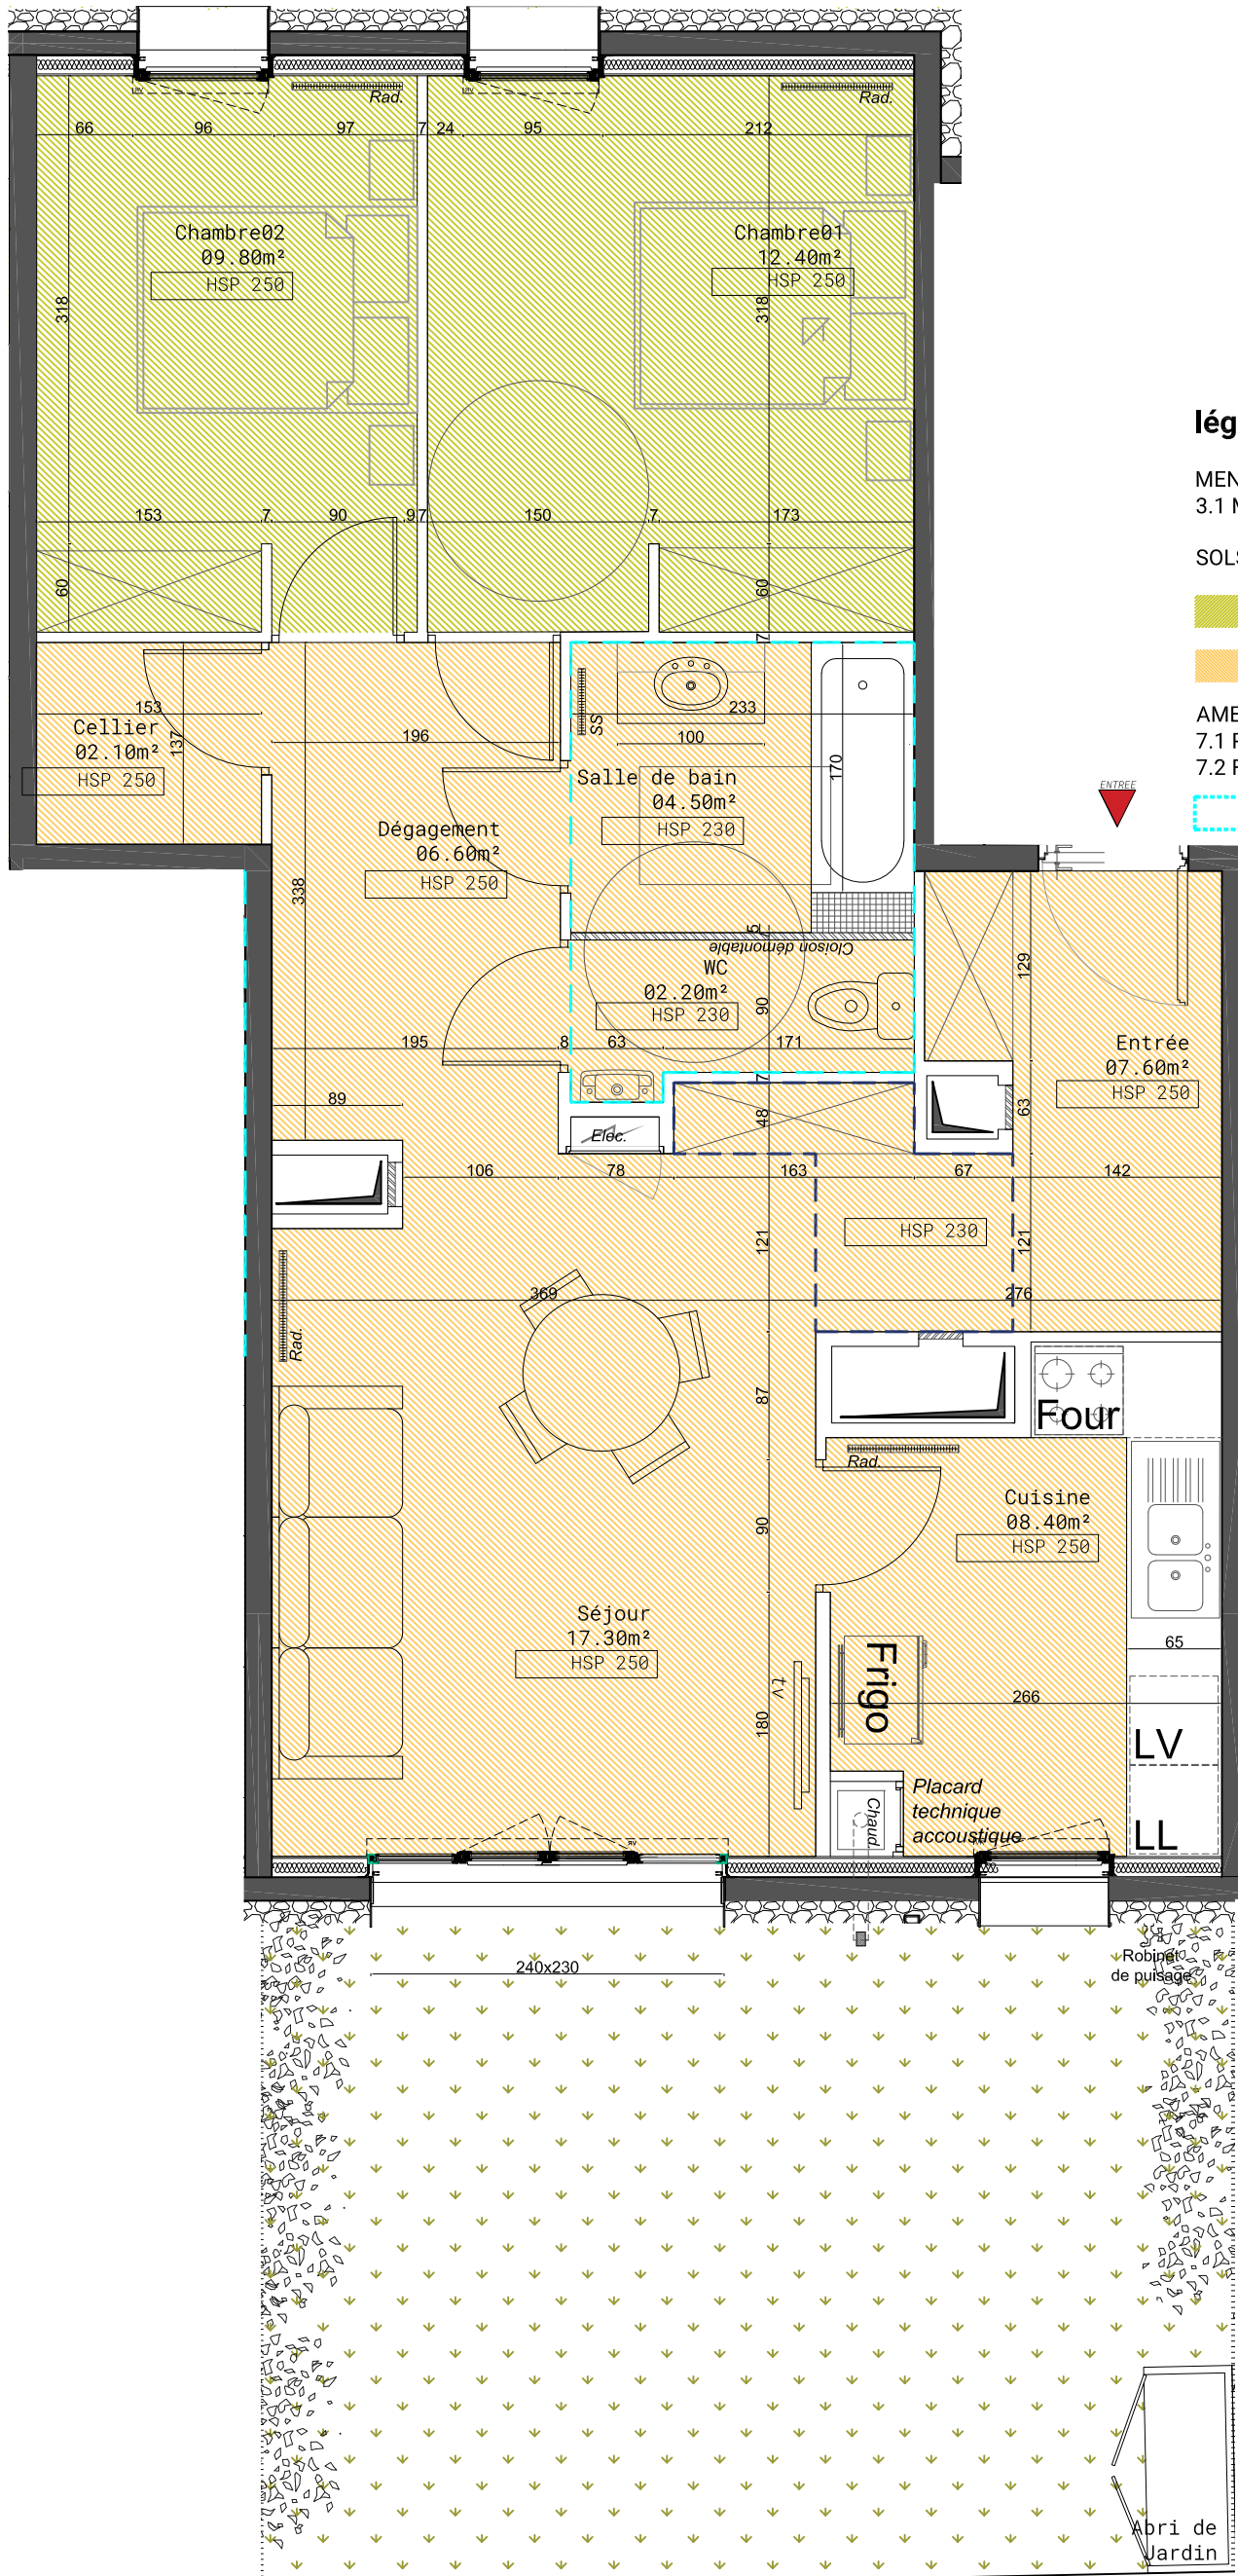 Rad.
Rad.
66
96
97
7
24
95
212
Chambre02
09.80m²
HSP 250
Chambre01
12.40m²
HSP 250
318
318
lég
MEN
3.1 M
SOLS
153
7
90
9
7
150
7
173
60
60
7
AME
7.1 P
7.2 F
Cellier
02.10m²
HSP 250
153
137
196
SS
233
100
170
Salle de bain
04.50m²
HSP 230
ENTREE
Dégagement
06.60m²
HSP 250
338
5
Cloison démontable
WC
02.20m²
HSP 230
90
129
195
8
63
171
7
Entrée
07.60m²
HSP 250
89
48
63
Elec.
106
78
163
67
142
121
HSP 230
121
369
276
Rad.
87
Four
Rad.
Cuisine
08.40m²
HSP 250
90
Séjour
17.30m²
HSP 250
65
Frigo
266
tv
180
LV
Placard
technique
accoustique
Chaud.
LL
240x230
Robinet
de puisage
Abri de
Jardin